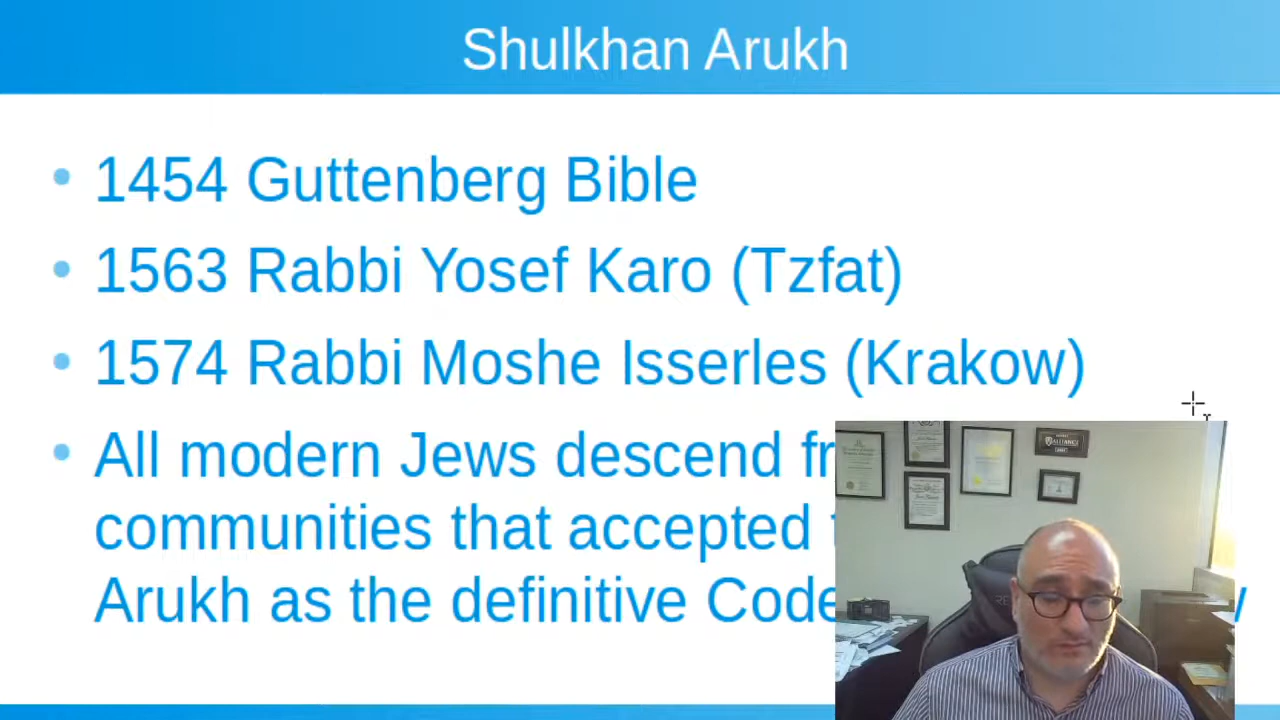 Shulkhan Arukh
• 1454 Guttenberg Bible
• 1563 Rabbi Yosef Karo (Tzfat)
• 1574 Rabbi Moshe Isserles (Krakow)
• All modern Jews descend
communities that accepted
Arukh as the definitive Code